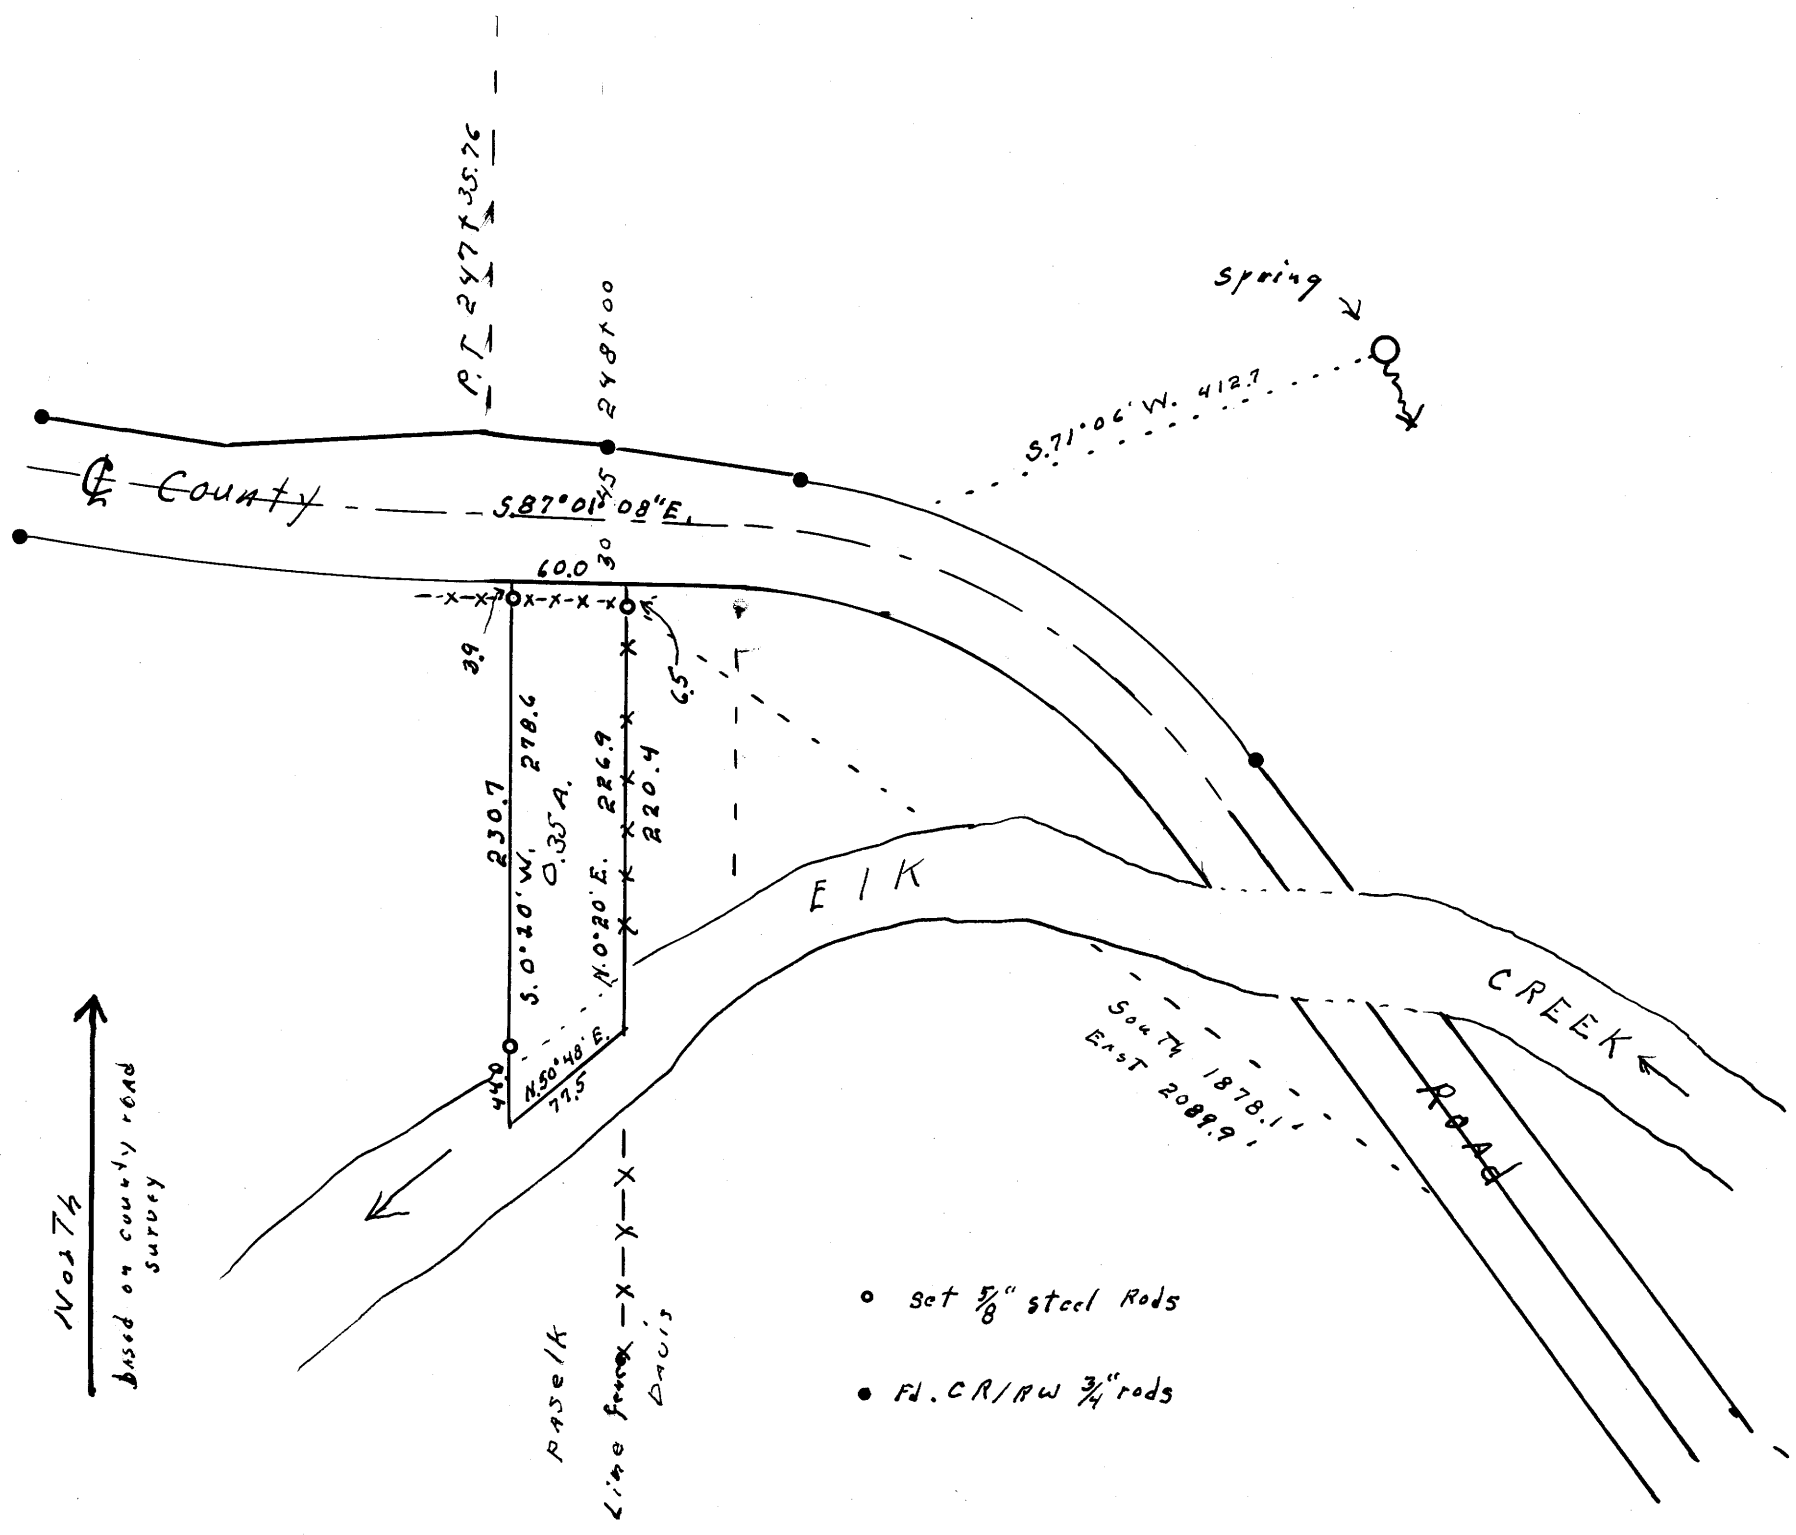 P.T 247+35.76
248+00
spring
S.71°06'W. 412.7
℄ County
45
S.87°01'08"E.
30
60.0
3.9
6.5
230.7
S.0°20'W. 278.6
0.35 A.
N.0°20'E. 226.9
220.4
ElK
CREEK
44.0
N.50°48'E.
77.5
South 1878.1'
EAST 2089.9'
ROAd
NORTh
bAsed on county roAd
survey
PASelK
Line fence
DAVIS
set 5/8" steel Rods
Fd. CR/RW 3/4" rods